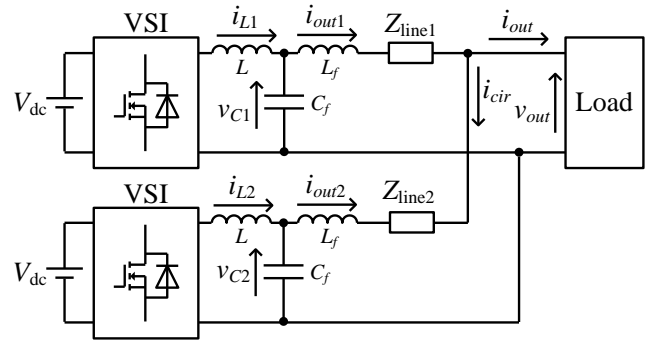 VSI
i_L1
i_out1
Z_line1
i_out
L
L_f
V_dc
v_C1
C_f
i_cir
v_out
Load
VSI
i_L2
i_out2
Z_line2
L
L_f
V_dc
v_C2
C_f